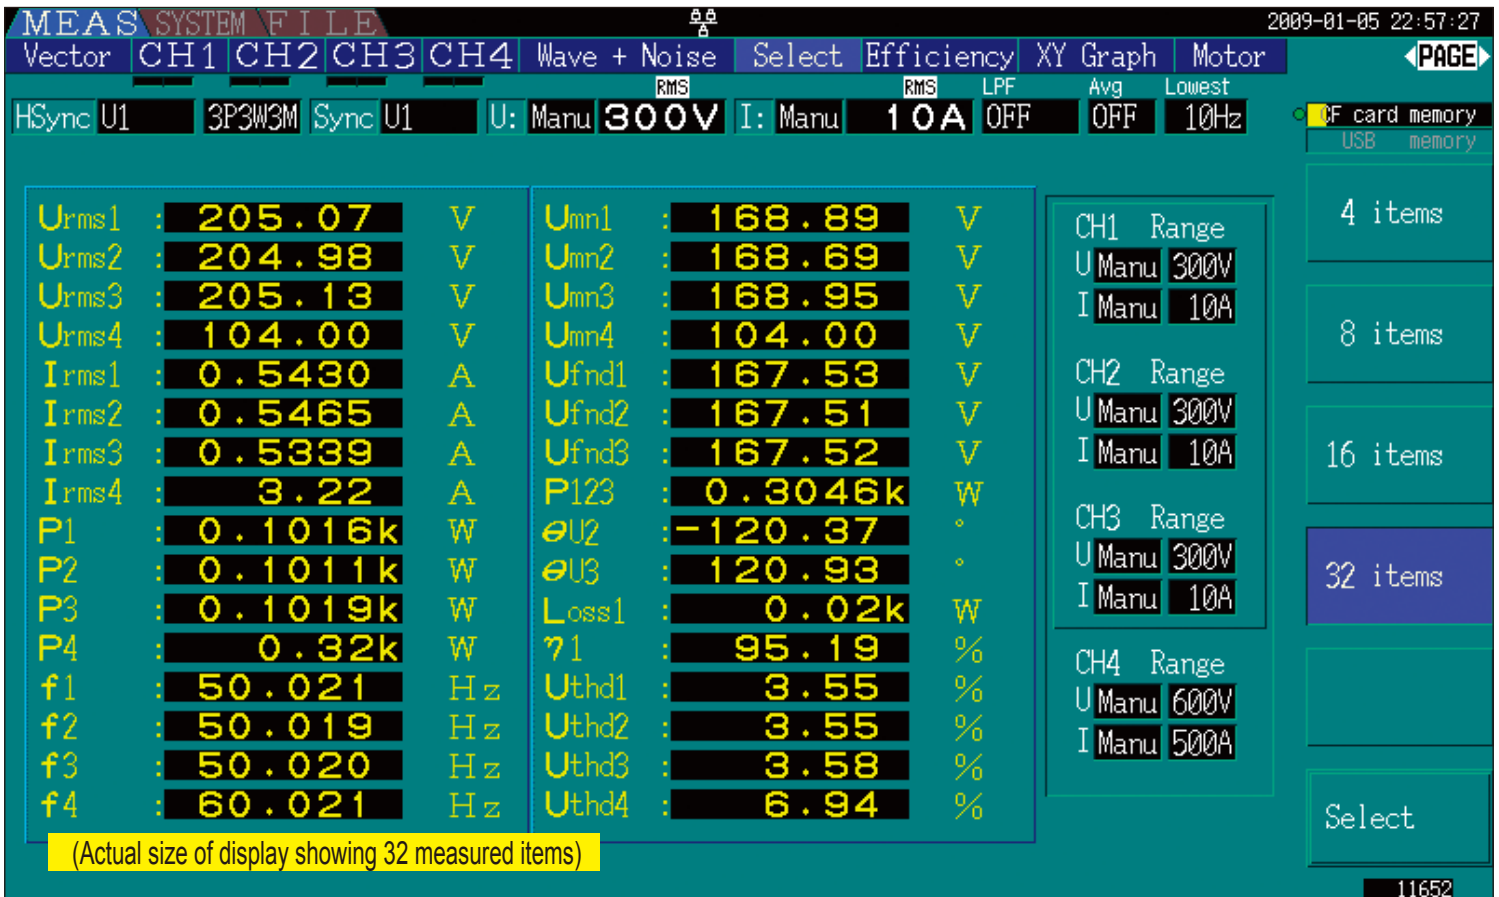 MEAS SYSTEM FILE 2009-01-05 22:57:27
Vector CH1 CH2 CH3 CH4 Wave + Noise Select Efficiency XY Graph Motor PAGE
RMS RMS LPF Avg Lowest
HSync U1 3P3W3M Sync U1 U: Manu 300V I: Manu 10A OFF OFF 10Hz
CF card memory
USB memory
Urms1 : 205.07 V
Urms2 : 204.98 V
Urms3 : 205.13 V
Urms4 : 104.00 V
Irms1 : 0.5430 A
Irms2 : 0.5465 A
Irms3 : 0.5339 A
Irms4 : 3.22 A
P1 : 0.1016k W
P2 : 0.1011k W
P3 : 0.1019k W
P4 : 0.32k W
f1 : 50.021 Hz
f2 : 50.019 Hz
f3 : 50.020 Hz
f4 : 60.021 Hz
Umn1 : 168.89 V
Umn2 : 168.69 V
Umn3 : 168.95 V
Umn4 : 104.00 V
Ufnd1 : 167.53 V
Ufnd2 : 167.51 V
Ufnd3 : 167.52 V
P123 : 0.3046k W
θU2 :-120.37 °
θU3 : 120.93 °
Loss1 : 0.02k W
η1 : 95.19 %
Uthd1 : 3.55 %
Uthd2 : 3.55 %
Uthd3 : 3.58 %
Uthd4 : 6.94 %
CH1 Range
U Manu 300V
I Manu 10A
CH2 Range
U Manu 300V
I Manu 10A
CH3 Range
U Manu 300V
I Manu 10A
CH4 Range
U Manu 600V
I Manu 500A
4 items
8 items
16 items
32 items
Select
(Actual size of display showing 32 measured items)
11652